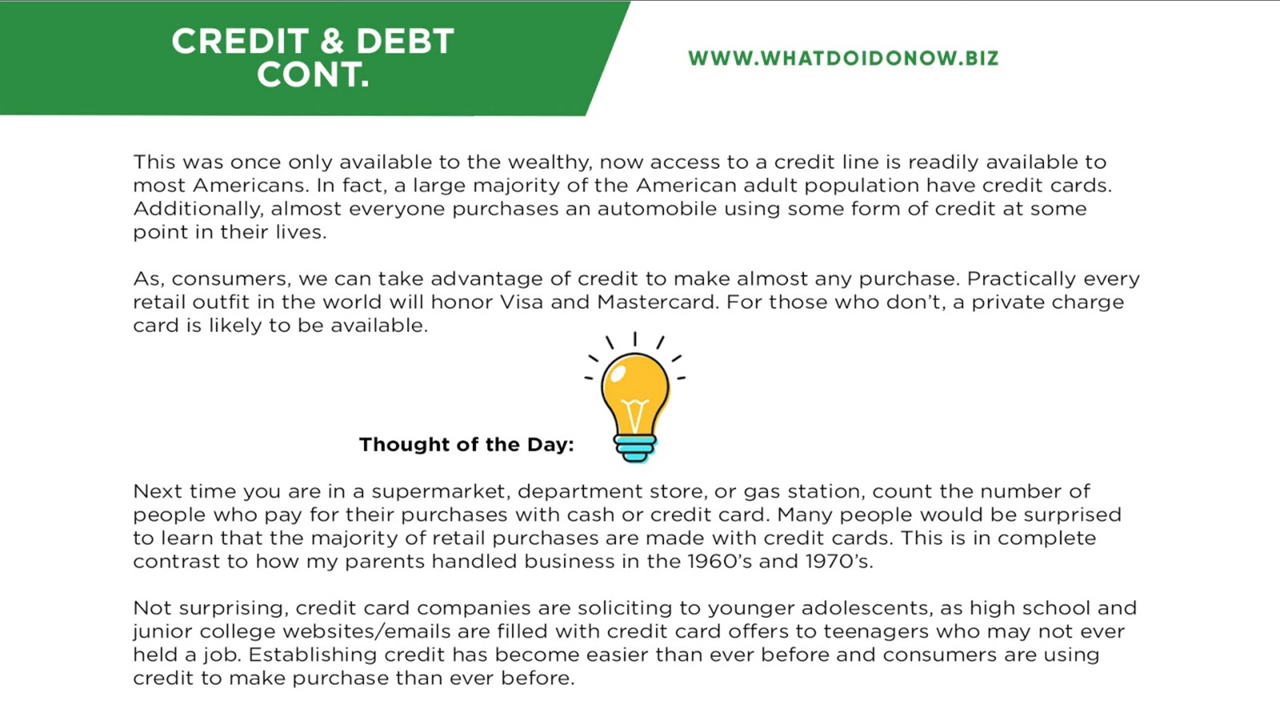 CREDIT & DEBT
CONT.
WWW.WHATDOIDONOW.BIZ
This was once only available to the wealthy, now access to a credit line is readily available to
most Americans. In fact, a large majority of the American adult population have credit cards.
Additionally, almost everyone purchases an automobile using some form of credit at some
point in their lives.
As, consumers, we can take advantage of credit to make almost any purchase. Practically every
retail outfit in the world will honor Visa and Mastercard. For those who don’t, a private charge
card is likely to be available.
Thought of the Day:
Next time you are in a supermarket, department store, or gas station, count the number of
people who pay for their purchases with cash or credit card. Many people would be surprised
to learn that the majority of retail purchases are made with credit cards. This is in complete
contrast to how my parents handled business in the 1960’s and 1970’s.
Not surprising, credit card companies are soliciting to younger adolescents, as high school and
junior college websites/emails are filled with credit card offers to teenagers who may not ever
held a job. Establishing credit has become easier than ever before and consumers are using
credit to make purchase than ever before.